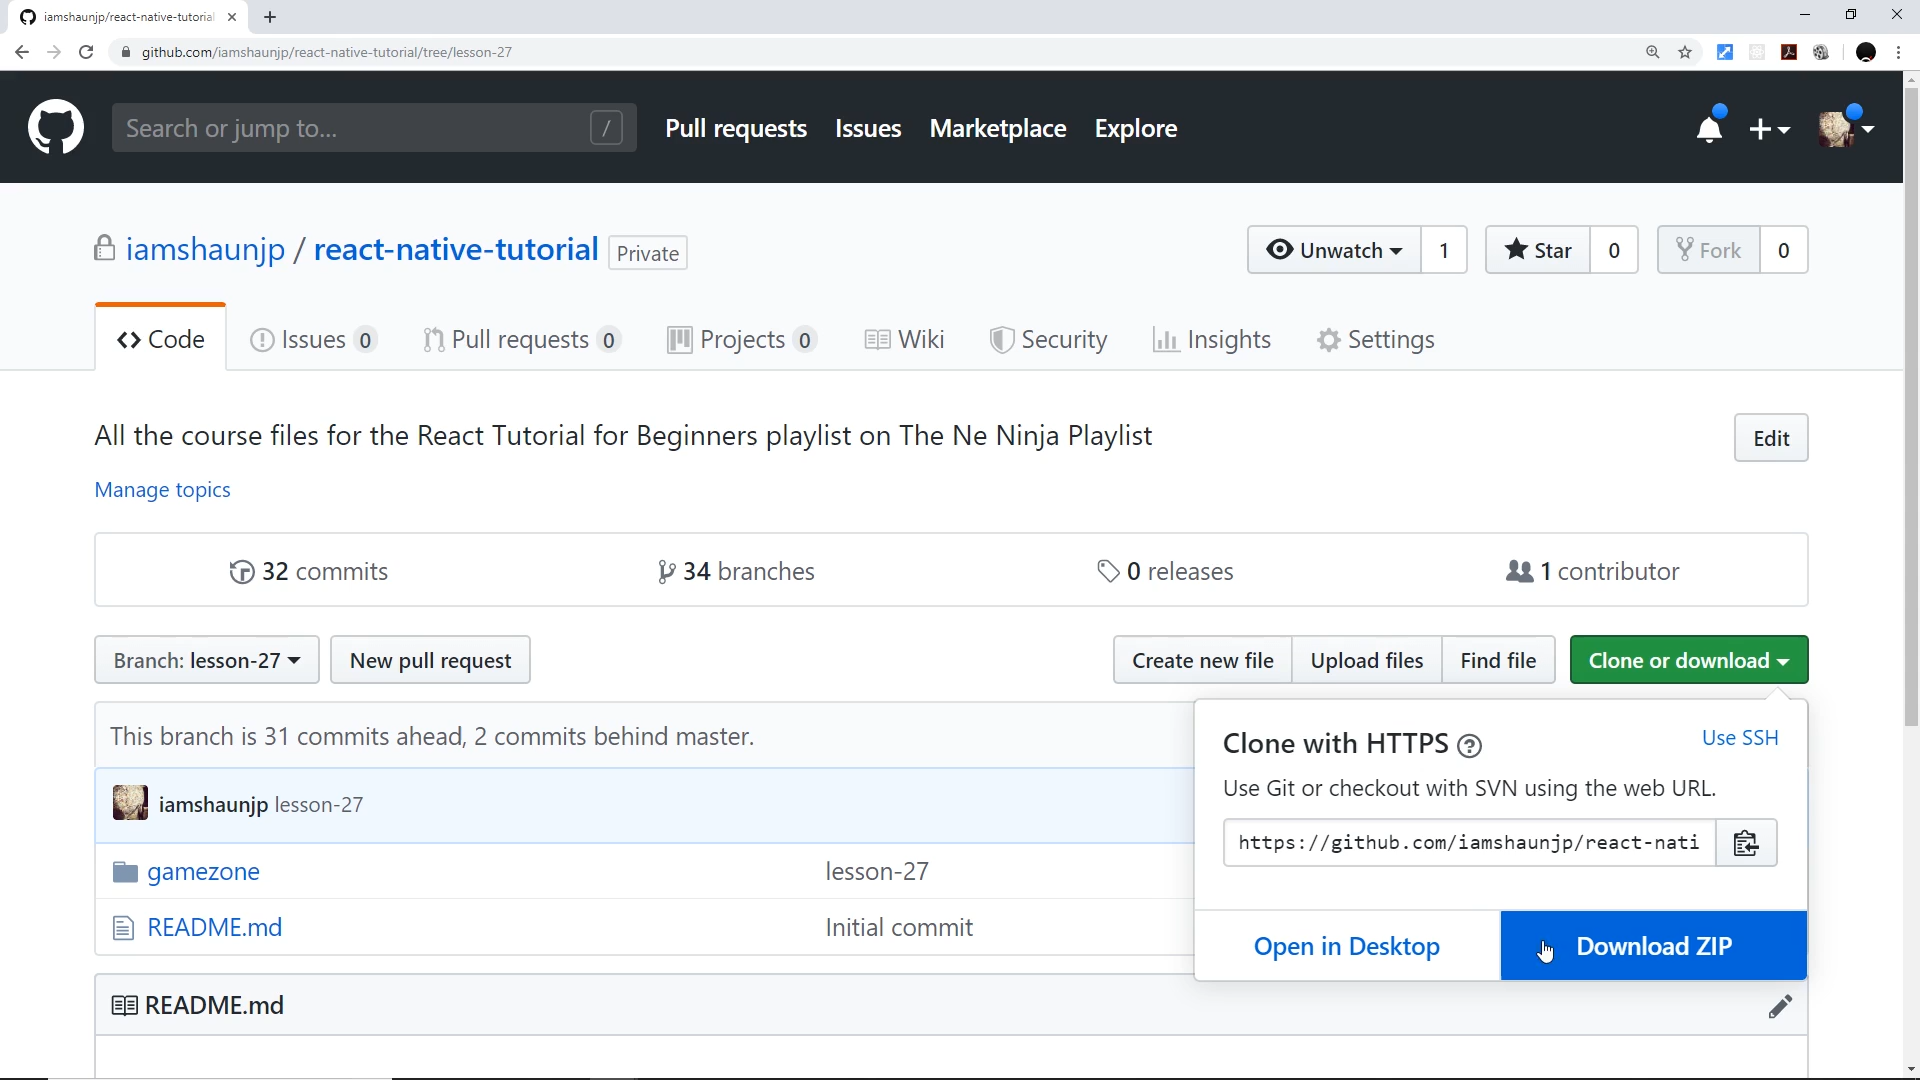 iamshaunjp/react-native-tutorial
github.com/iamshaunjp/react-native-tutorial/tree/lesson-27
Search or jump to... /
Pull requests Issues Marketplace Explore
iamshaunjp / react-native-tutorial Private
Unwatch 1 Star 0 Fork 0
Code Issues 0 Pull requests 0 Projects 0 Wiki Security Insights Settings
All the course files for the React Tutorial for Beginners playlist on The Ne Ninja Playlist
Edit
Manage topics
32 commits 34 branches 0 releases 1 contributor
Branch: lesson-27 New pull request Create new file Upload files Find file Clone or download
This branch is 31 commits ahead, 2 commits behind master.
iamshaunjp lesson-27
gamezone lesson-27
README.md Initial commit
Clone with HTTPS ? Use SSH
Use Git or checkout with SVN using the web URL.
https://github.com/iamshaunjp/react-nati
Open in Desktop Download ZIP
README.md